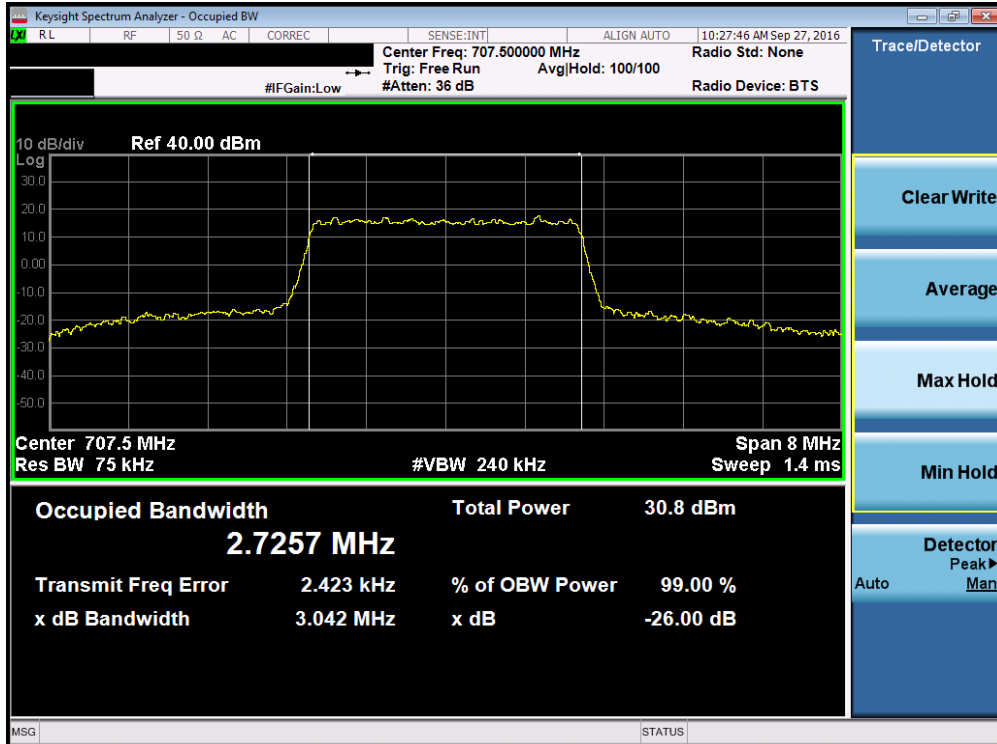 Keysight Spectrum Analyzer - Occupied BW
LXI RL RF 50 Ω AC CORREC SENSE:INT ALIGN AUTO 10:27:46 AM Sep 27, 2016
Center Freq: 707.500000 MHz Radio Std: None
Trig: Free Run Avg|Hold: 100/100
#IFGain:Low #Atten: 36 dB Radio Device: BTS
10 dB/div Ref 40.00 dBm
Log
30.0
20.0
10.0
0.00
-10.0
-20.0
-30.0
-40.0
-50.0
Center 707.5 MHz Span 8 MHz
Res BW 75 kHz #VBW 240 kHz Sweep 1.4 ms
Occupied Bandwidth Total Power 30.8 dBm
2.7257 MHz
Transmit Freq Error 2.423 kHz % of OBW Power 99.00 %
x dB Bandwidth 3.042 MHz x dB -26.00 dB
MSG STATUS
Trace/Detector
Clear Write
Average
Max Hold
Min Hold
Detector
Peak▶
Auto Man